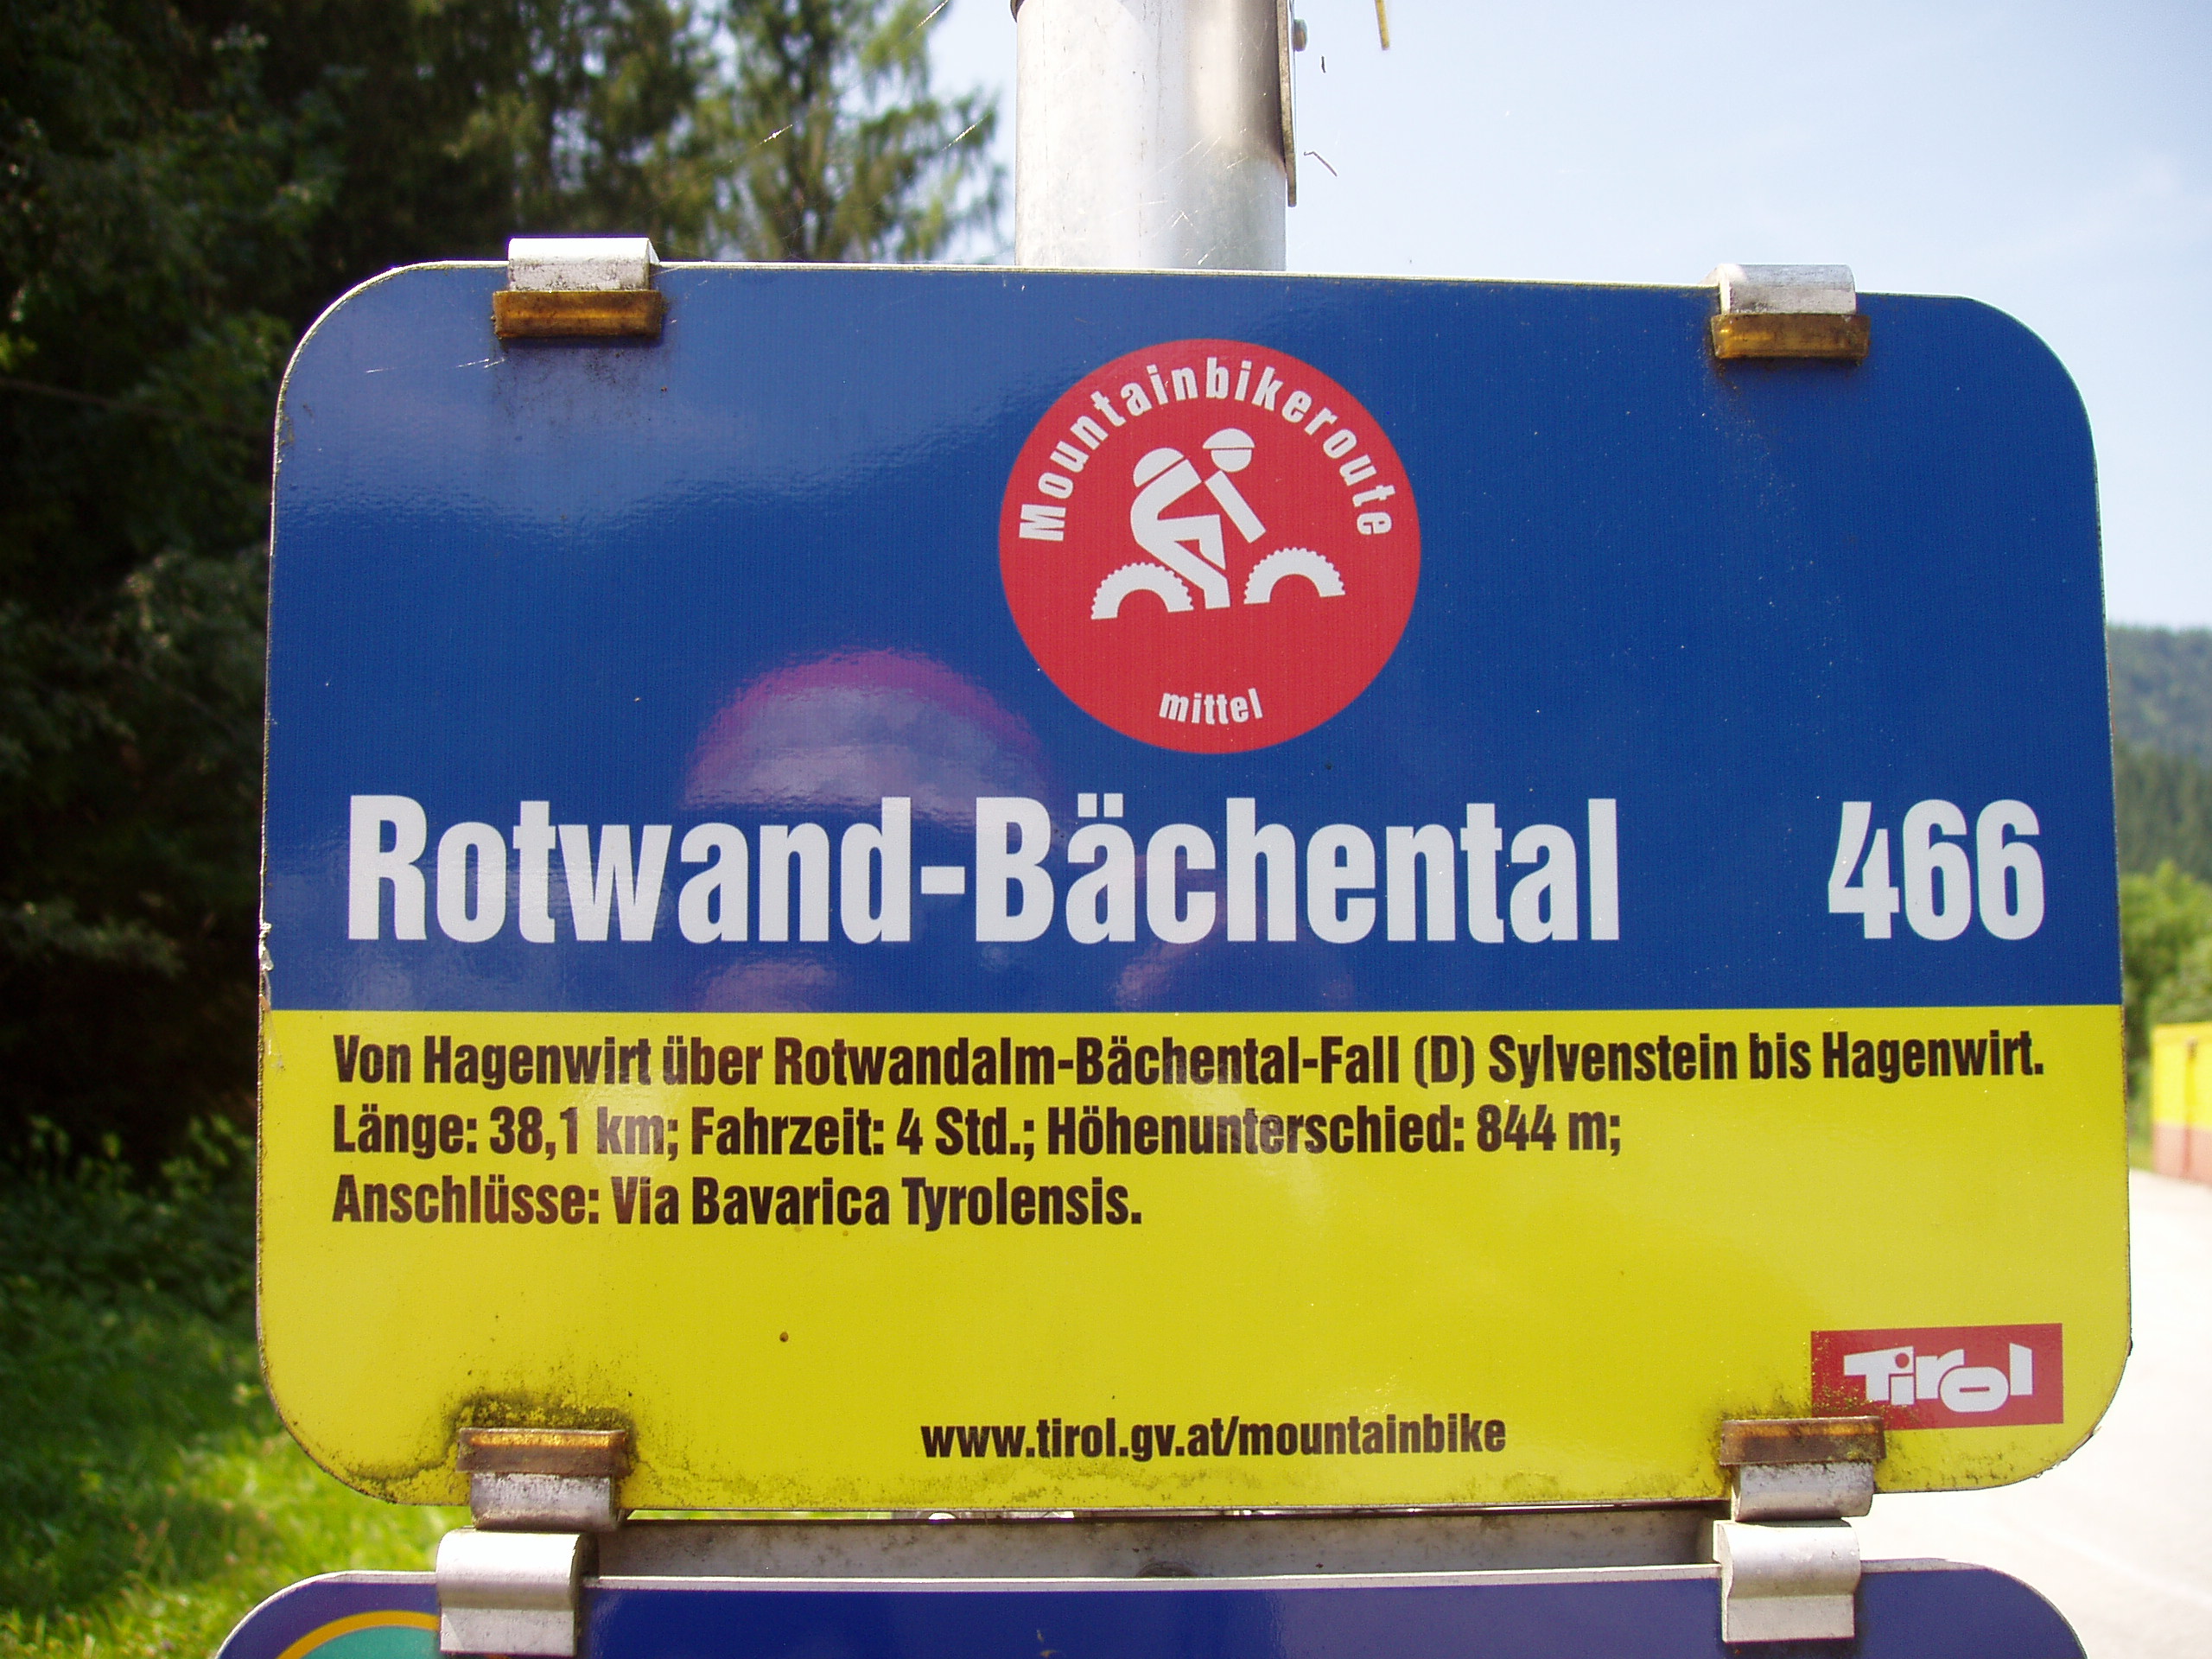 Mountainbikeroute
mittel
Rotwand-Bächental 466
Von Hagenwirt über Rotwandalm-Bächental-Fall (D) Sylvenstein bis Hagenwirt.
Länge: 38,1 km; Fahrzeit: 4 Std.; Höhenunterschied: 844 m;
Anschlüsse: Via Bavarica Tyrolensis.
Tirol
www.tirol.gv.at/mountainbike